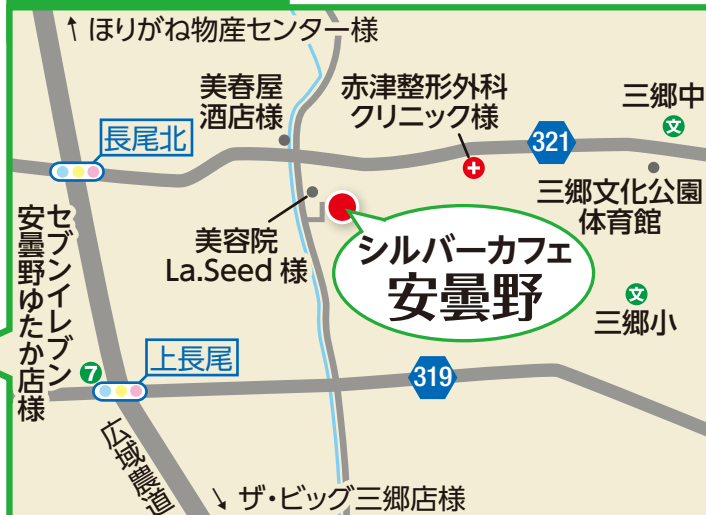 ↑ ほりがね物産センター様
美春屋
酒店様
赤津整形外科
クリニック様
三郷中
文
長尾北
321
三郷文化公園
体育館
美容院
La.Seed 様
シルバーカフェ
安曇野
文
三郷小
セブンイレブン
安曇野ゆたか店様
7
上長尾
319
広域農道
↘ ザ・ビッグ三郷店様